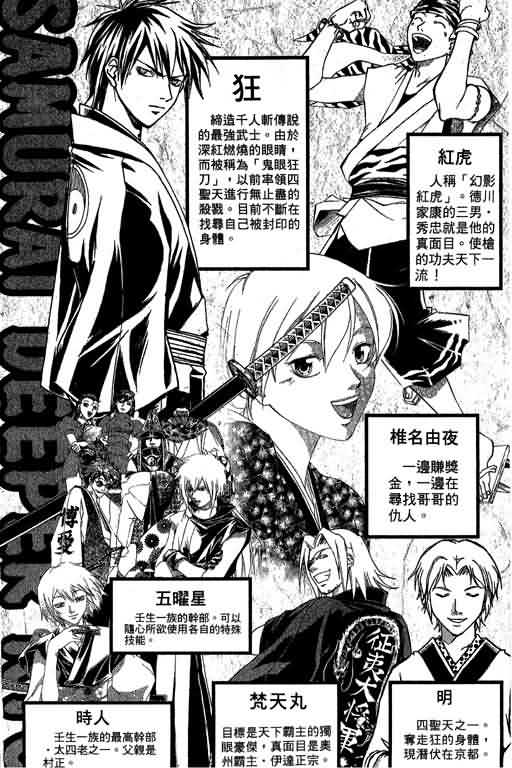 SAMURAI DEEPER KYO
狂
締造千人斬傳說
的最強武士。由於
深紅燃燒的眼睛,
而被稱為「鬼眼狂
刀」,以前率領四
聖天進行無止盡的
殺戮。目前不斷在
找尋自己被封印的
身體。
紅虎
人稱「幻影
紅虎」。德川
家康的三男.
秀忠就是他的
真面目。使槍
的功夫天下一
流!
椎名由夜
一邊賺獎
金,一邊在
尋找哥哥的
仇人。
博愛
五曜星
壬生一族的幹部。可以
隨心所欲使用各自的特殊
技能。
征夷大將軍
時人
壬生一族的最高幹部
.太四老之一。父親是
村正。
梵天丸
目標是天下霸主的獨
眼豪傑,真面目是奧
州霸主.伊達正宗。
明
四聖天之一。
奪走狂的身體,
現潛伏在京都。